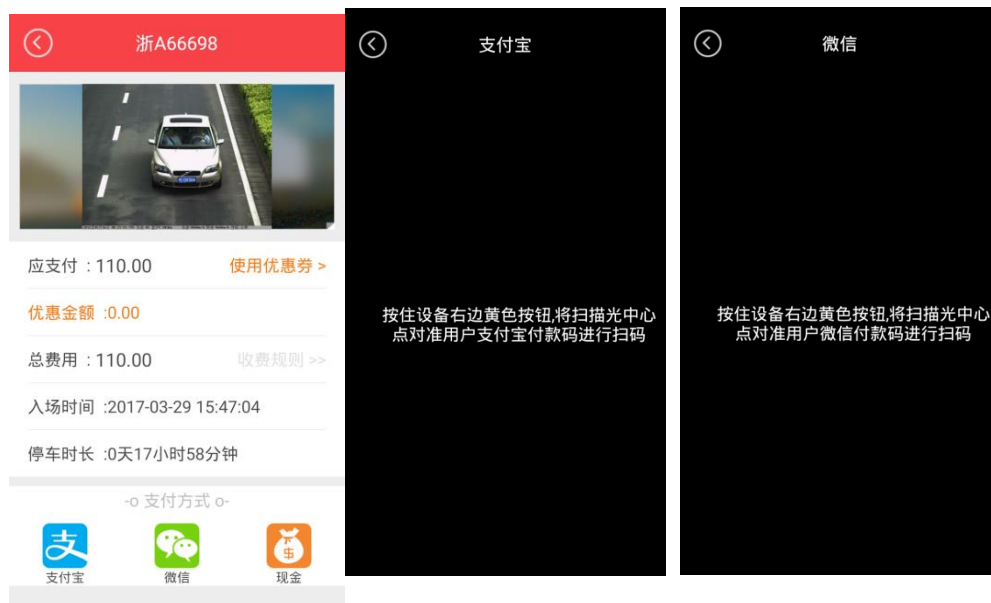 浙A66698
应支付 : 110.00
使用优惠券 >
优惠金额 :0.00
总费用 : 110.00
收费规则 >>
入场时间 :2017-03-29 15:47:04
停车时长 :0天17小时58分钟
-o 支付方式 o-
支付宝
微信
现金
支付宝
按住设备右边黄色按钮,将扫描光中心
点对准用户支付宝付款码进行扫码
微信
按住设备右边黄色按钮,将扫描光中心
点对准用户微信付款码进行扫码